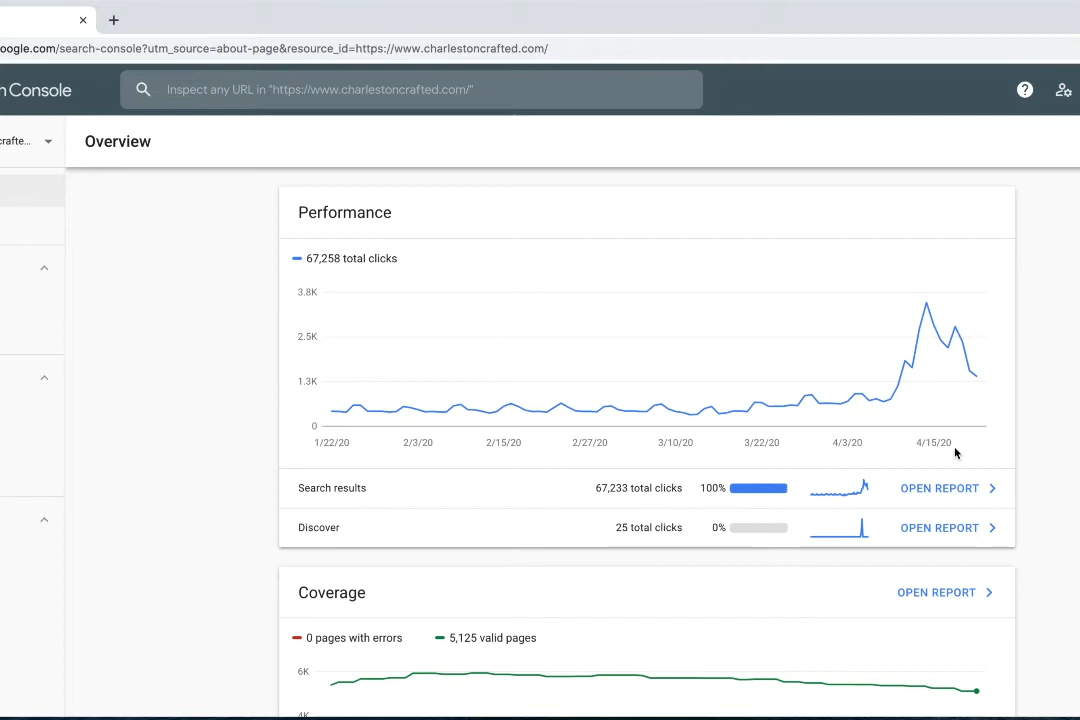 oogle.com/search-console?utm_source=about-page&resource_id=https://www.charlestoncrafted.com/
Console
Inspect any URL in "https://www.charlestoncrafted.com/"
crafte...
Overview
Performance
67,258 total clicks
3.8K
2.5K
1.3K
0
1/22/20 2/3/20 2/15/20 2/27/20 3/10/20 3/22/20 4/3/20 4/15/20
Search results 67,233 total clicks 100% OPEN REPORT
Discover 25 total clicks 0% OPEN REPORT
Coverage OPEN REPORT
0 pages with errors 5,125 valid pages
6K
4K